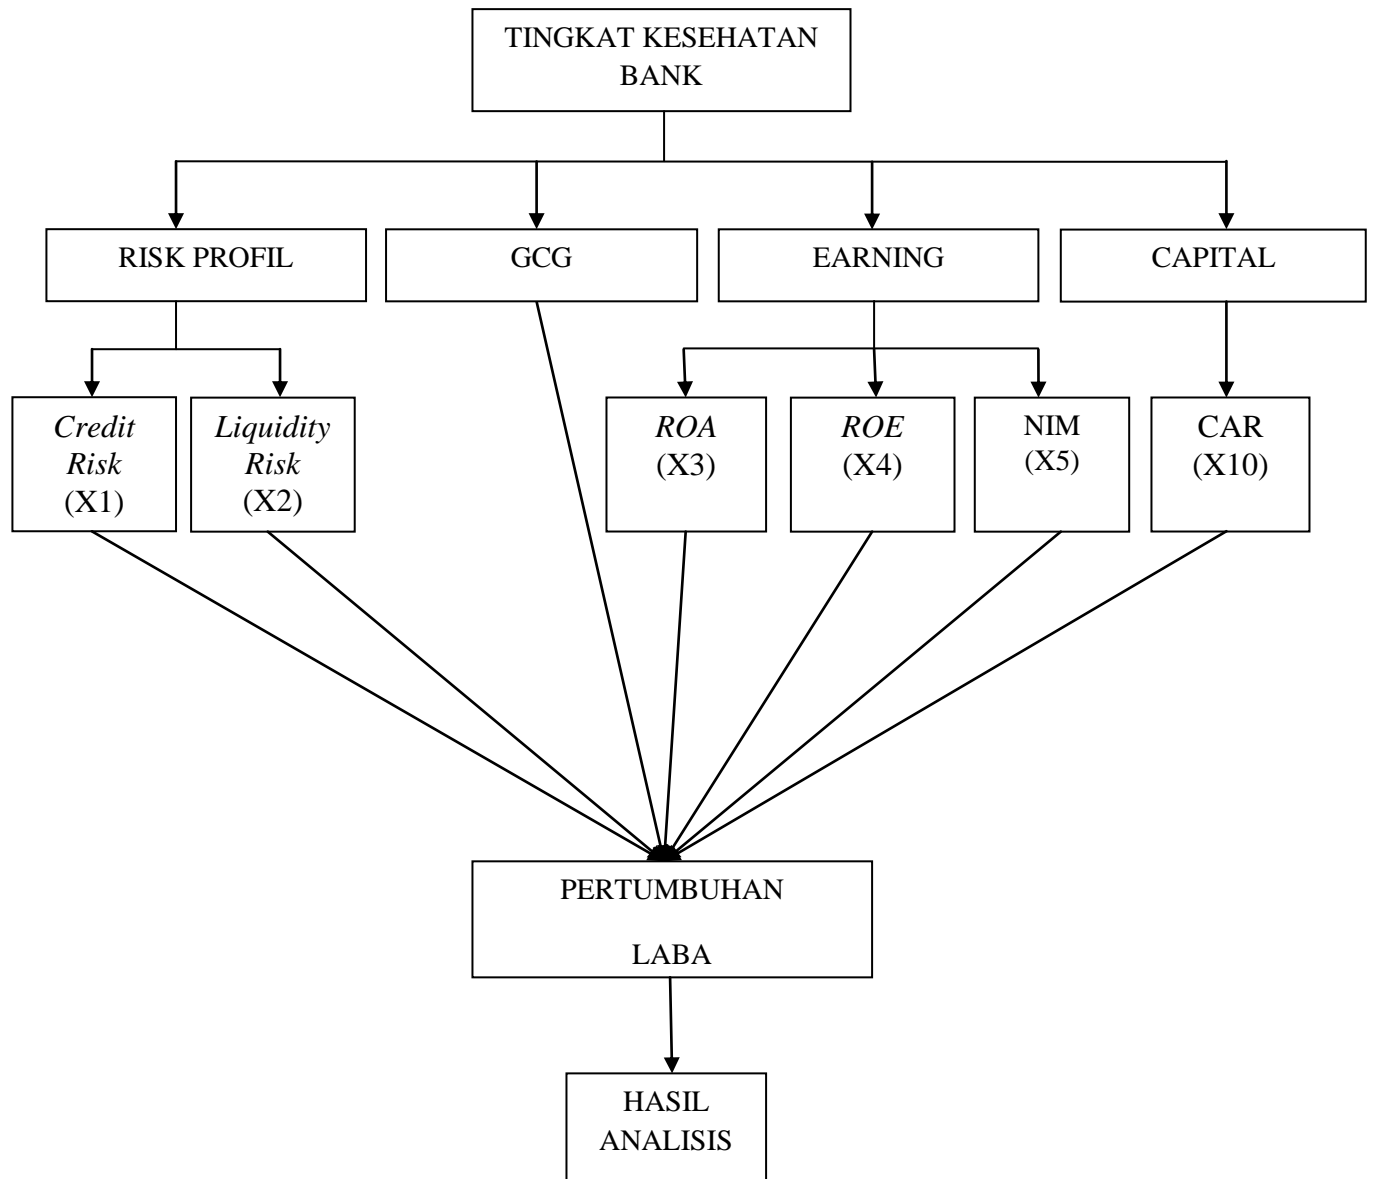 TINGKAT KESEHATAN
BANK
RISK PROFIL
GCG
EARNING
CAPITAL
Credit
Risk
(X1)
Liquidity
Risk
(X2)
ROA
(X3)
ROE
(X4)
NIM
(X5)
CAR
(X10)
PERTUMBUHAN
LABA
HASIL
ANALISIS